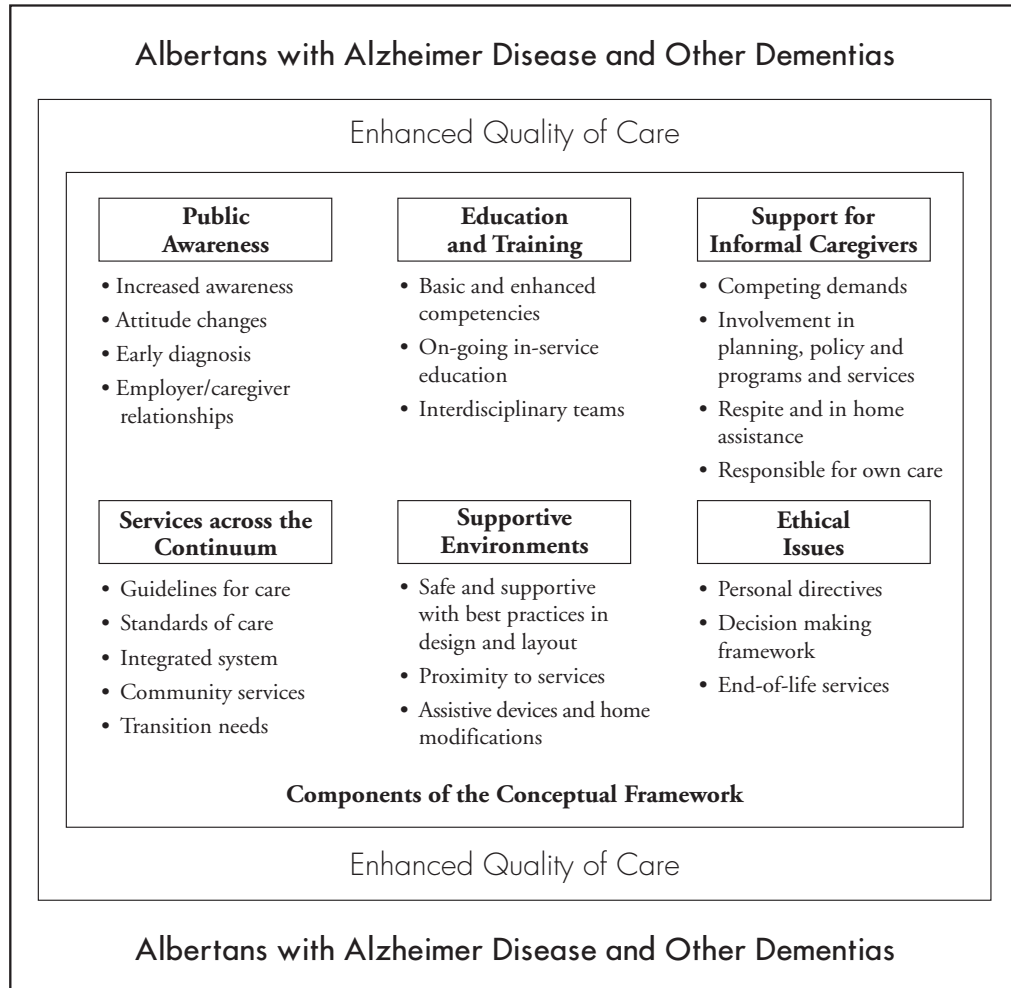 Albertans with Alzheimer Disease and Other Dementias
Enhanced Quality of Care
Public
Awareness
• Increased awareness
• Attitude changes
• Early diagnosis
• Employer/caregiver
relationships
Education
and Training
• Basic and enhanced
competencies
• On-going in-service
education
• Interdisciplinary teams
Support for
Informal Caregivers
• Competing demands
• Involvement in
planning, policy and
programs and services
• Respite and in home
assistance
• Responsible for own care
Services across the
Continuum
• Guidelines for care
• Standards of care
• Integrated system
• Community services
• Transition needs
Supportive
Environments
• Safe and supportive
with best practices in
design and layout
• Proximity to services
• Assistive devices and home
modifications
Ethical
Issues
• Personal directives
• Decision making
framework
• End-of-life services
Components of the Conceptual Framework
Enhanced Quality of Care
Albertans with Alzheimer Disease and Other Dementias